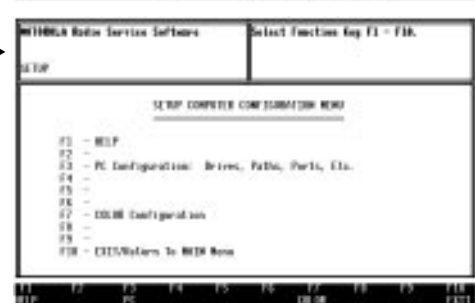 MOTOROLA Radio Service Software
Select Function Key F1 - F10.
SETUP
SETUP COMPUTER CONFIGURATION MENU
F1 - HELP
F2 -
F3 - PC Configuration: Drives, Paths, Ports, Etc.
F4 -
F5 -
F6 -
F7 - COLOR Configuration
F8 -
F9 -
F10 - EXIT/Return To MAIN Menu
F1 F2 F3 F4 F5 F6 F7 F8 F9 F10
HELP PC COLOR EXIT